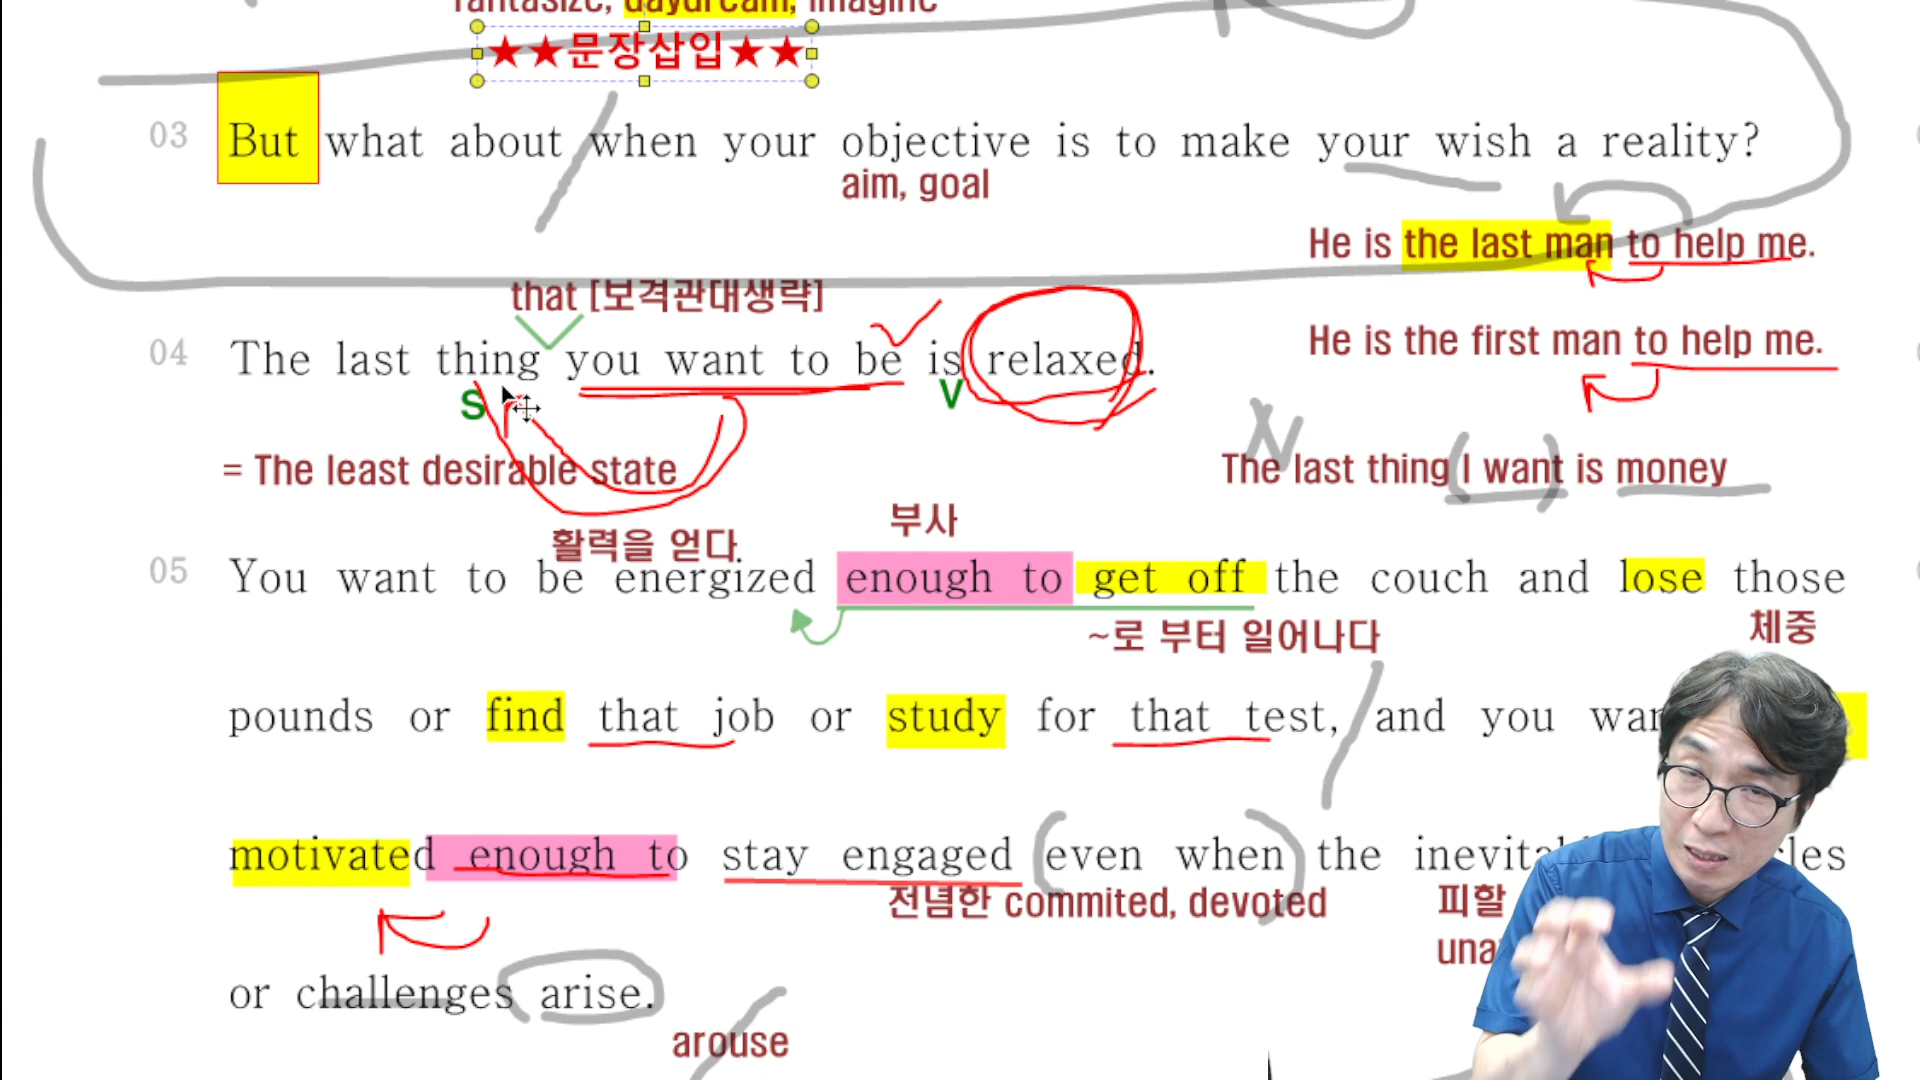 fantasize, daydream, imagine
★★문장삽입★★
03 But what about when your objective is to make your wish a reality?
aim, goal
He is the last man to help me.
that [보격관대생략]
He is the first man to help me.
04 The last thing you want to be is relaxed.
S V
= The least desirable state
The last thing I want is money
N
활력을 얻다
부사
05 You want to be energized enough to get off the couch and lose those
~로 부터 일어나다
체중
pounds or find that job or study for that test, and you
motivated enough to stay engaged even when the
전념한 commited, devoted
피할
or challenges arise.
arouse